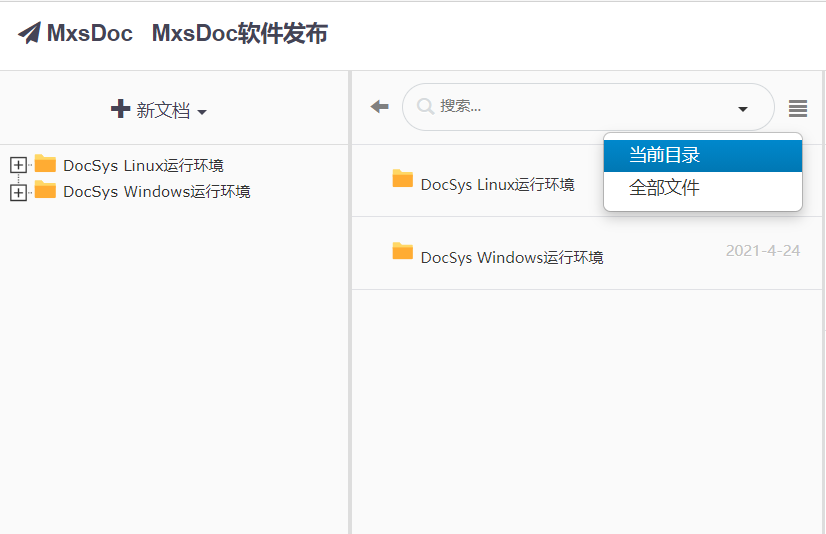 MxsDoc MxsDoc软件发布
新文档
搜索...
当前目录
全部文件
DocSys Linux运行环境
DocSys Windows运行环境
DocSys Linux运行环境
DocSys Windows运行环境
2021-4-24